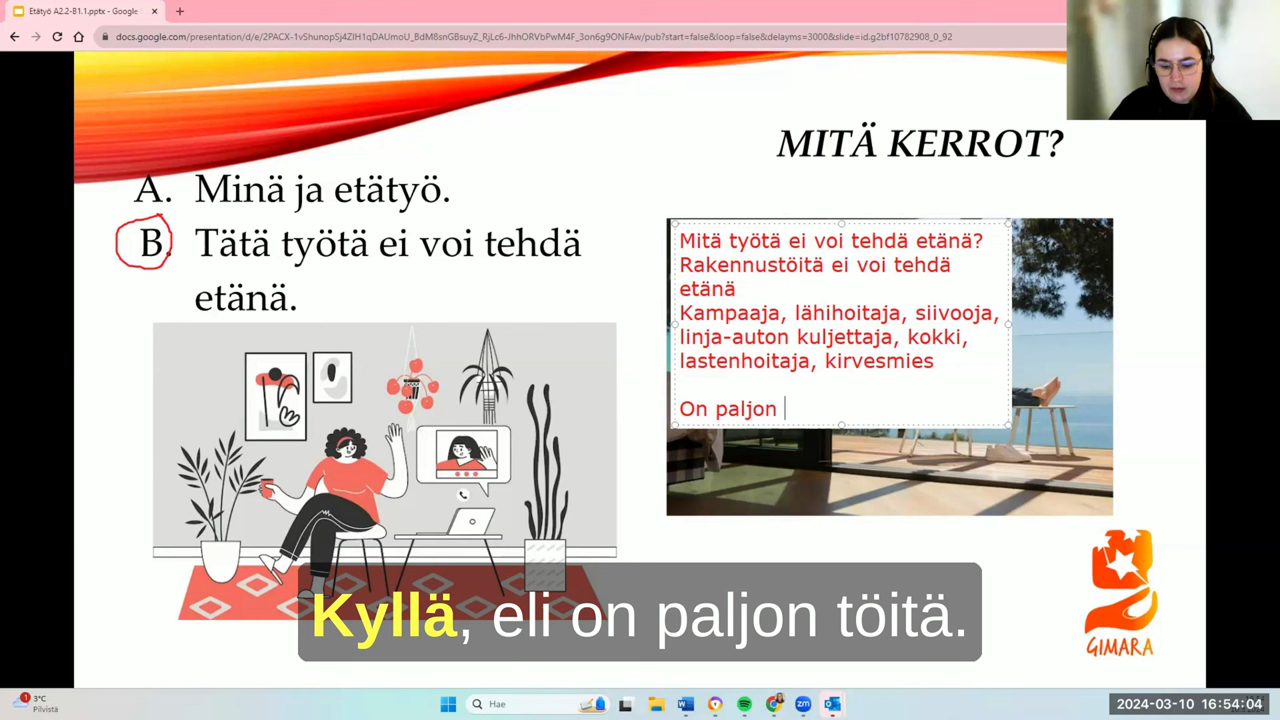 Etätyö A2.2-B1.1.pptx - Google
docs.google.com/presentation/d/e/2PACX-1vShunopSj4ZIH1qDAUmoU_BdM8snGBsuyZ_RjLc6-JhhORVbPwM4F_3on6g9ONFAw/pub?start=false&loop=false&delayms=3000&slide=id.g2bf10782908_0_92
MITÄ KERROT?
A. Minä ja etätyö.
B. Tätä työtä ei voi tehdä
etänä.
Mitä työtä ei voi tehdä etänä?
Rakennustöitä ei voi tehdä
etänä
Kampaaja, lähihoitaja, siivooja,
linja-auton kuljettaja, kokki,
lastenhoitaja, kirvesmies
On paljon
GIMARA
Kyllä, eli on paljon töitä.
1
3°C
Pilvistä
Hae
zm
2024-03-10 16:54:04